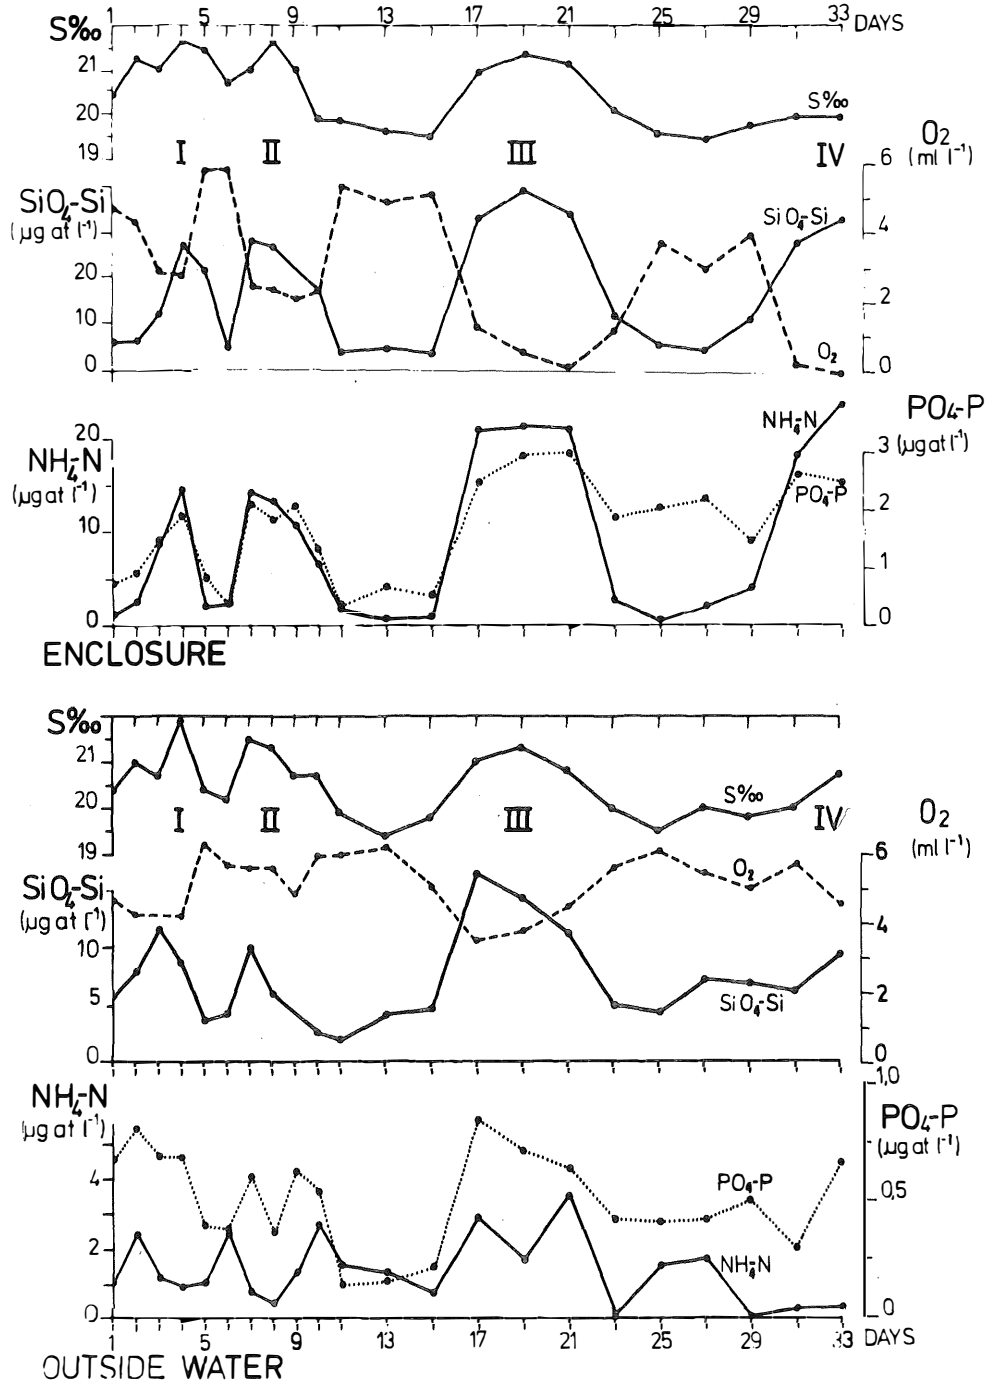 1 5 9 13 17 21 25 29 33 DAYS
S‰
21
20
19
S‰
I II III IV
O₂
(ml l⁻¹)
6
4
2
0
SiO₄-Si
(µg at l⁻¹)
20
10
0
SiO₄-Si
O₂
NH₄-N
(µg at l⁻¹)
20
10
0
NH₄-N
PO₄-P
PO₄-P
(µg at l⁻¹)
3
2
1
0
ENCLOSURE
S‰
21
20
19
S‰
I II III IV
O₂
(ml l⁻¹)
6
4
2
0
SiO₄-Si
(µg at l⁻¹)
10
5
0
O₂
SiO₄-Si
NH₄-N
(µg at l⁻¹)
4
2
0
PO₄-P
NH₄-N
1,0
PO₄-P
(µg at l⁻¹)
0,5
0
1 5 9 13 17 21 25 29 33 DAYS
OUTSIDE WATER